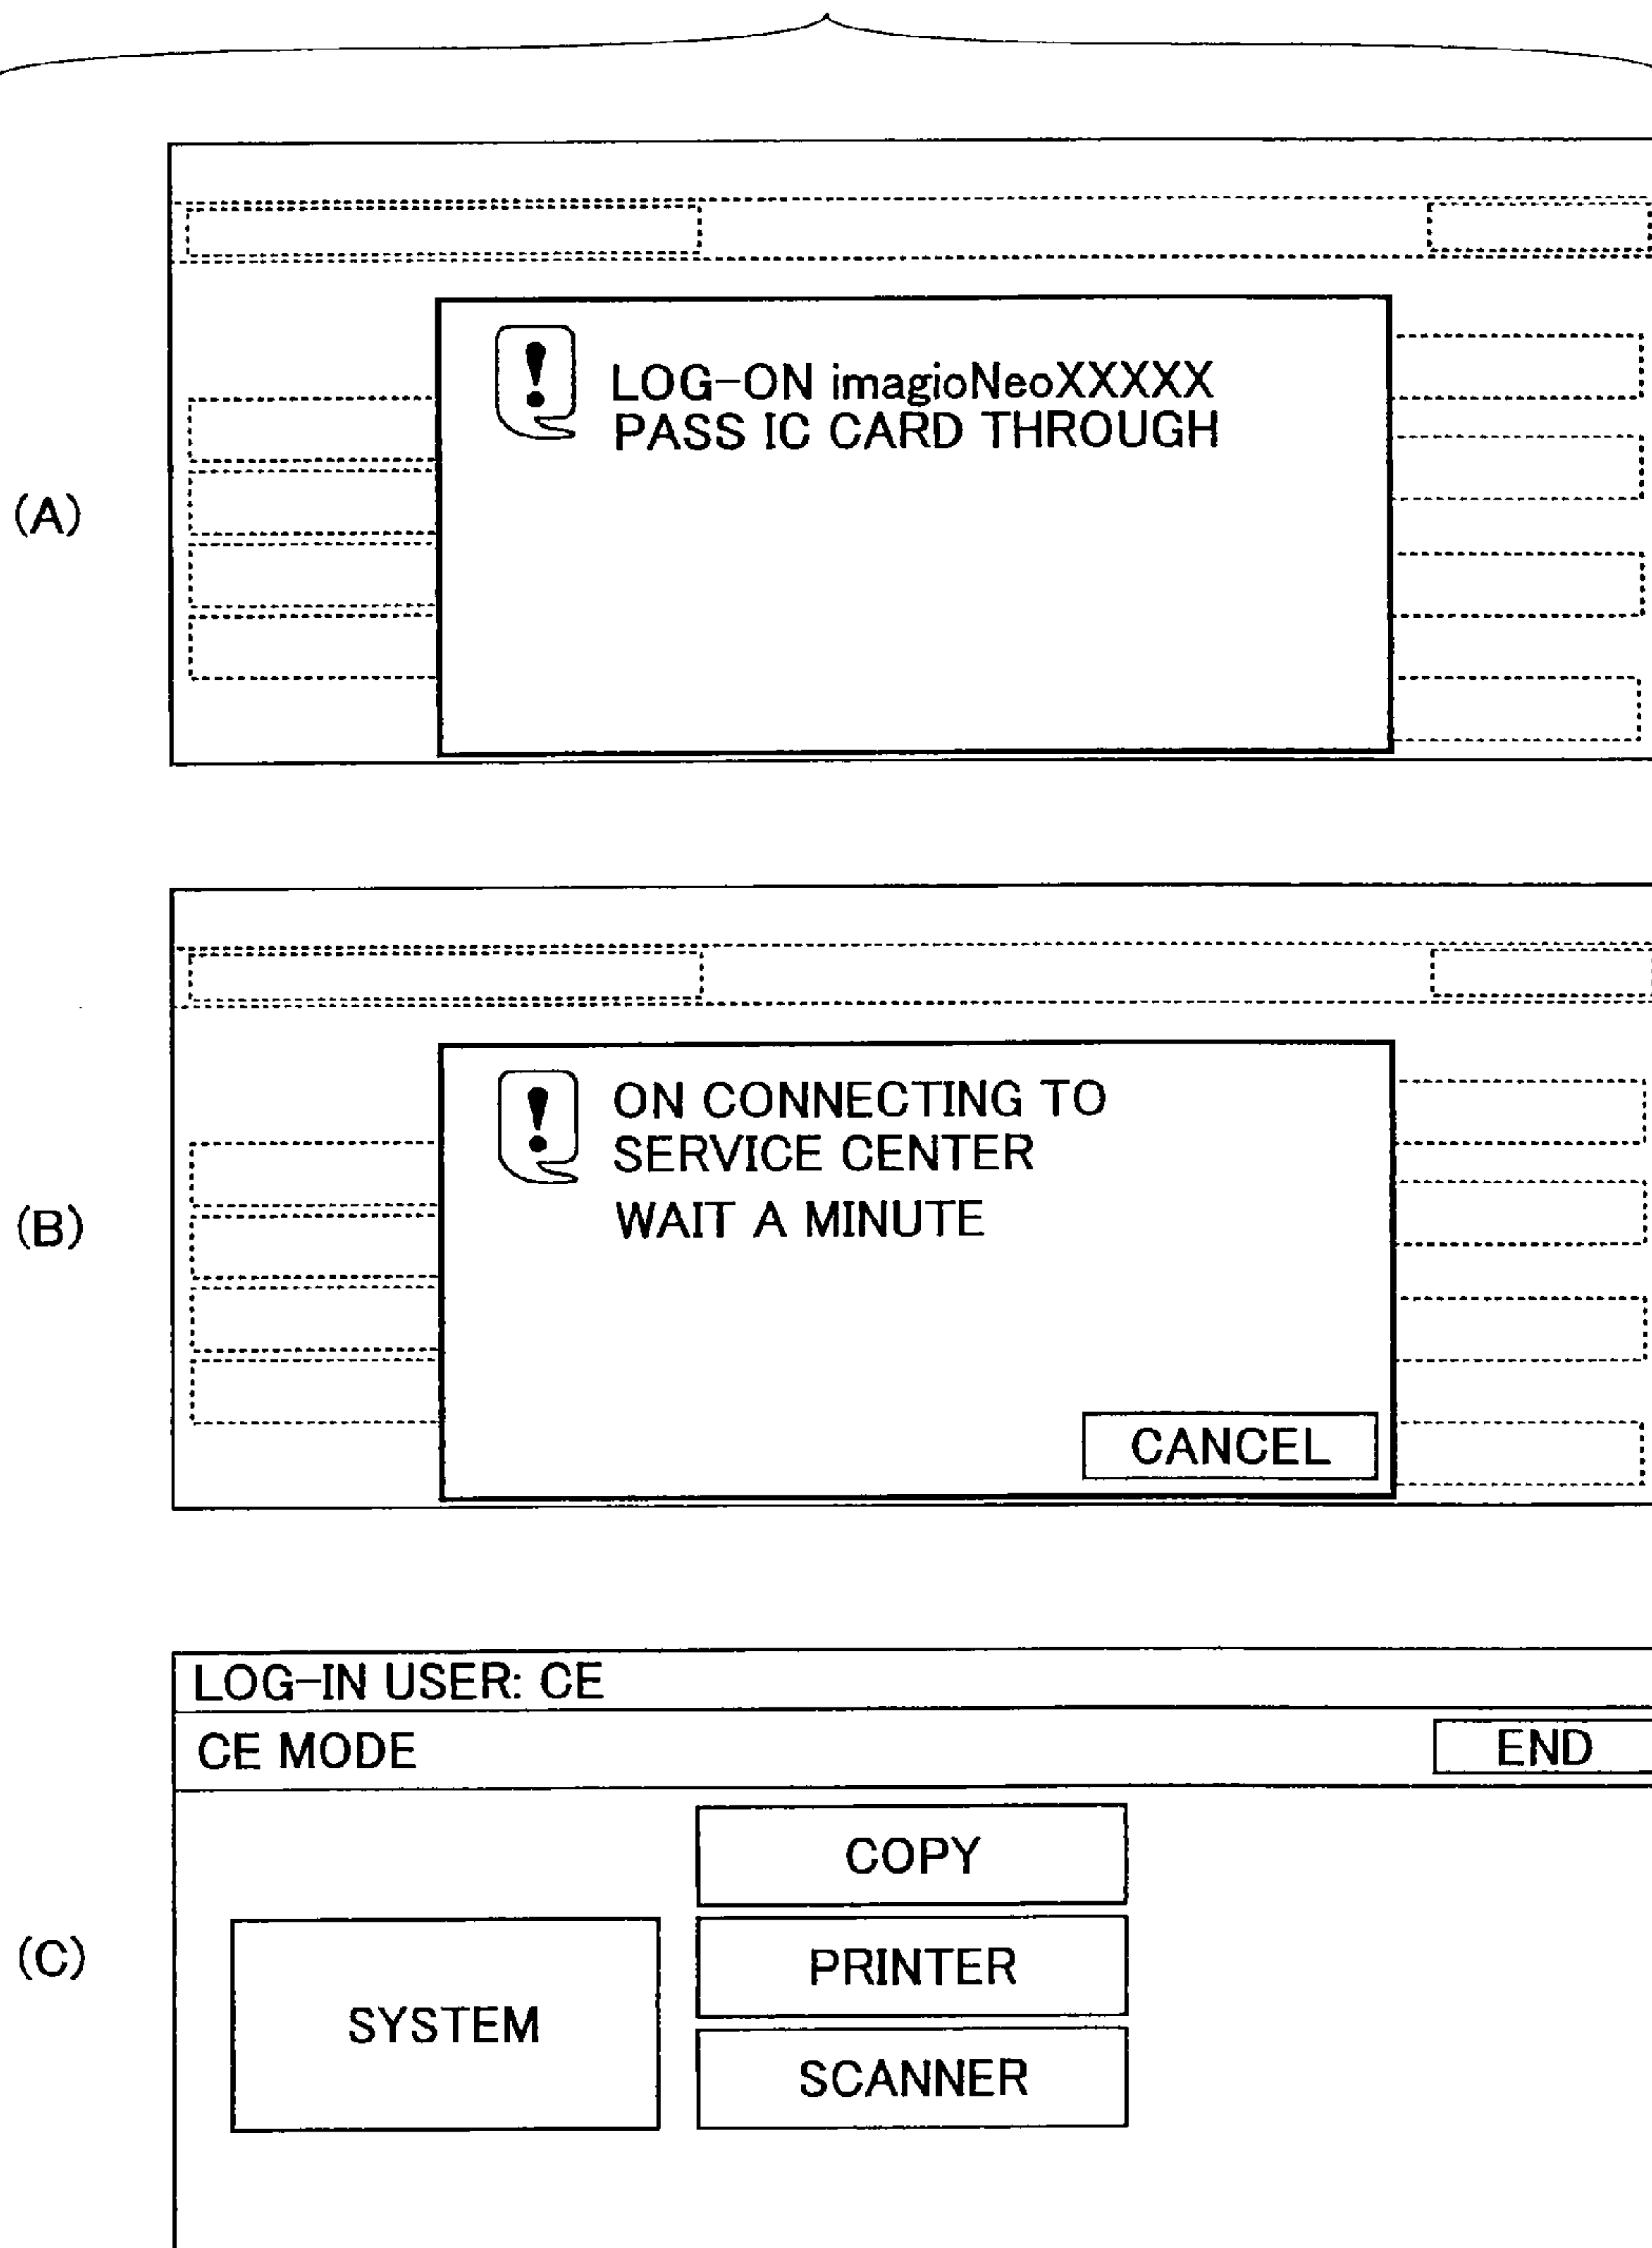 (A)
LOG-ON imagioNeoXXXXX
PASS IC CARD THROUGH
(B)
ON CONNECTING TO
SERVICE CENTER
WAIT A MINUTE
CANCEL
(C)
LOG-IN USER: CE
CE MODE
END
COPY
SYSTEM
PRINTER
SCANNER